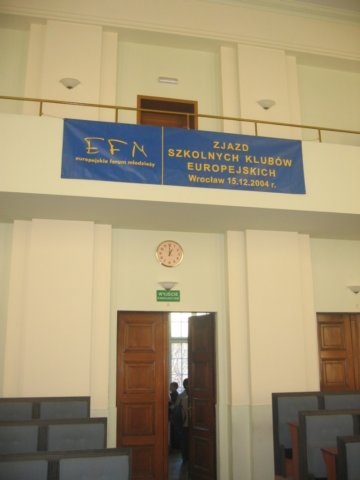 EFM
europejskie forum młodzieży
ZJAZD
SZKOLNYCH KLUBÓW
EUROPEJSKICH
Wrocław 15.12.2004 r.
WYJŚCIE